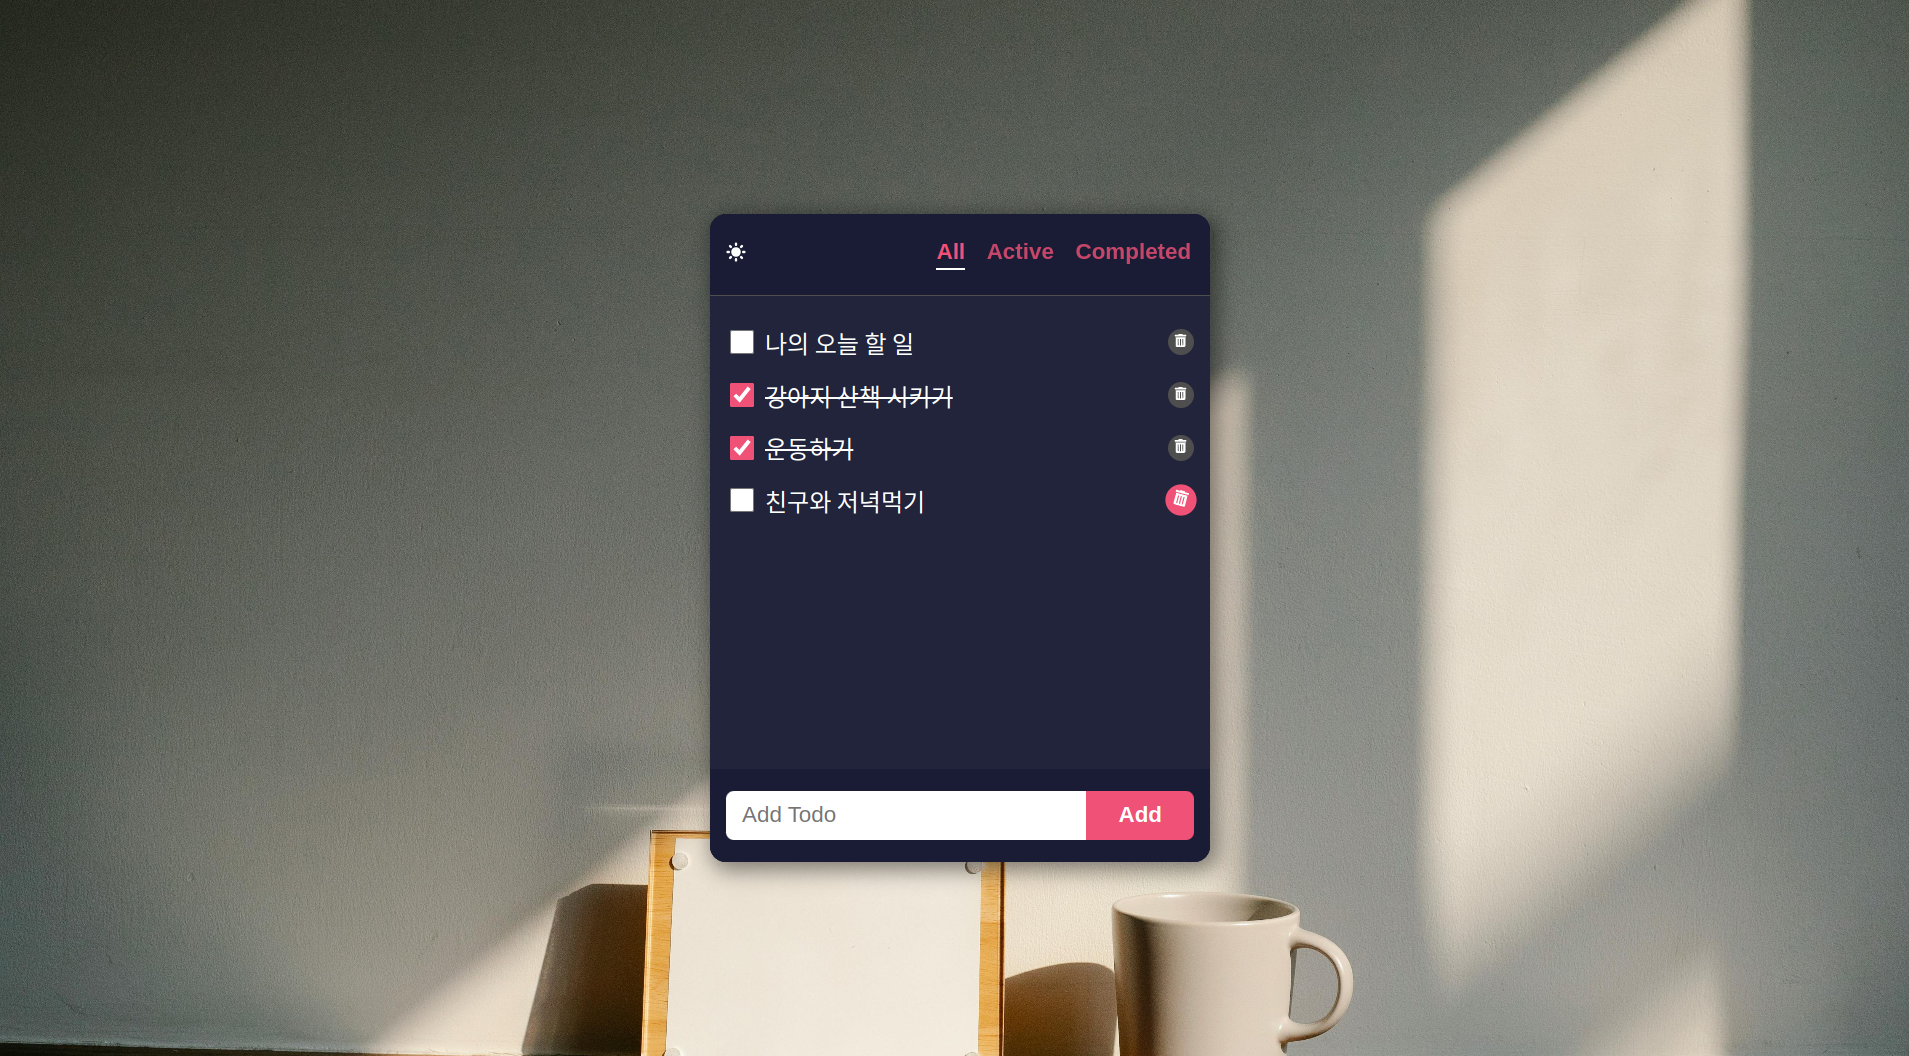 All Active Completed
나의 오늘 할 일
강아지 산책 시키기
운동하기
친구와 저녁먹기
Add Todo Add